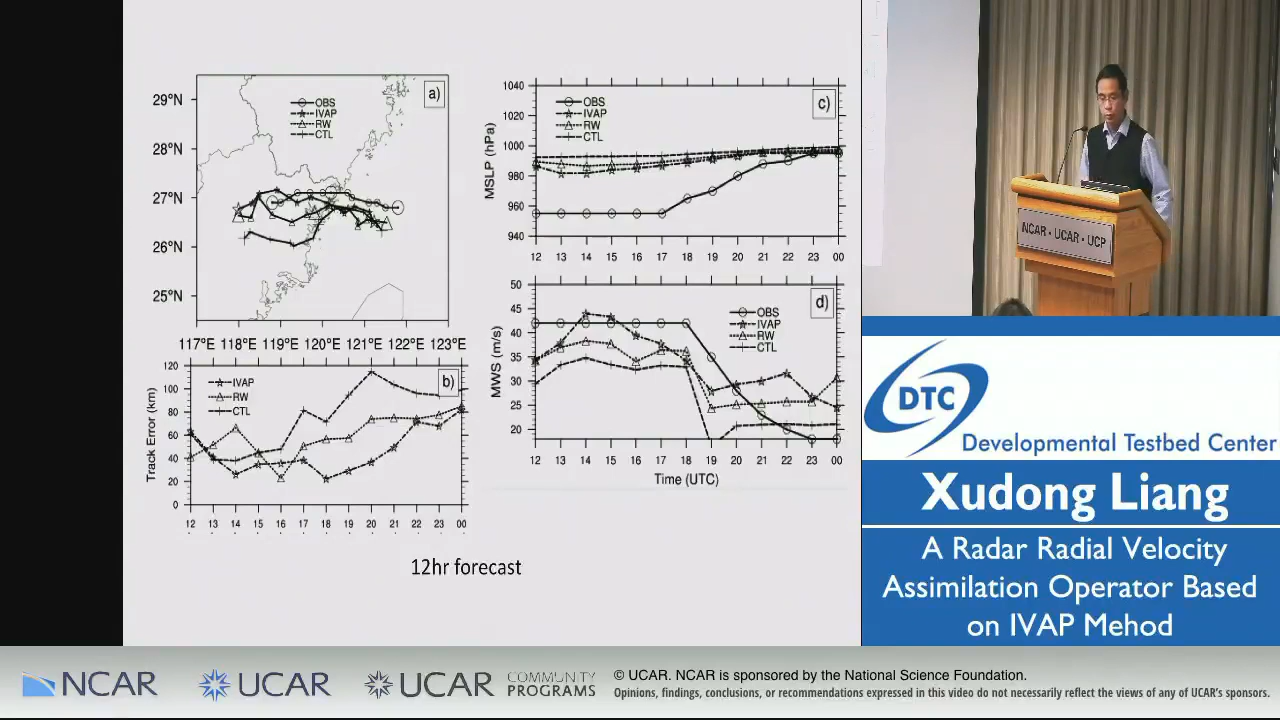 a)
OBS
IVAP
RW
CTL
29°N
28°N
27°N
26°N
25°N
117°E 118°E 119°E 120°E 121°E 122°E 123°E
b)
IVAP
RW
CTL
Track Error (km)
120
100
80
60
40
20
0
12 13 14 15 16 17 18 19 20 21 22 23 00
c)
OBS
IVAP
RW
CTL
MSLP (hPa)
1040
1020
1000
980
960
940
12 13 14 15 16 17 18 19 20 21 22 23 00
d)
OBS
IVAP
RW
CTL
MWS (m/s)
50
45
40
35
30
25
20
12 13 14 15 16 17 18 19 20 21 22 23 00
Time (UTC)
12hr forecast
NCAR • UCAR • UCP
DTC
Developmental Testbed Center
Xudong Liang
A Radar Radial Velocity
Assimilation Operator Based
on IVAP Mehod
NCAR
UCAR
UCAR
COMMUNITY
PROGRAMS
© UCAR. NCAR is sponsored by the National Science Foundation.
Opinions, findings, conclusions, or recommendations expressed in this video do not necessarily reflect the views of any of UCAR's sponsors.